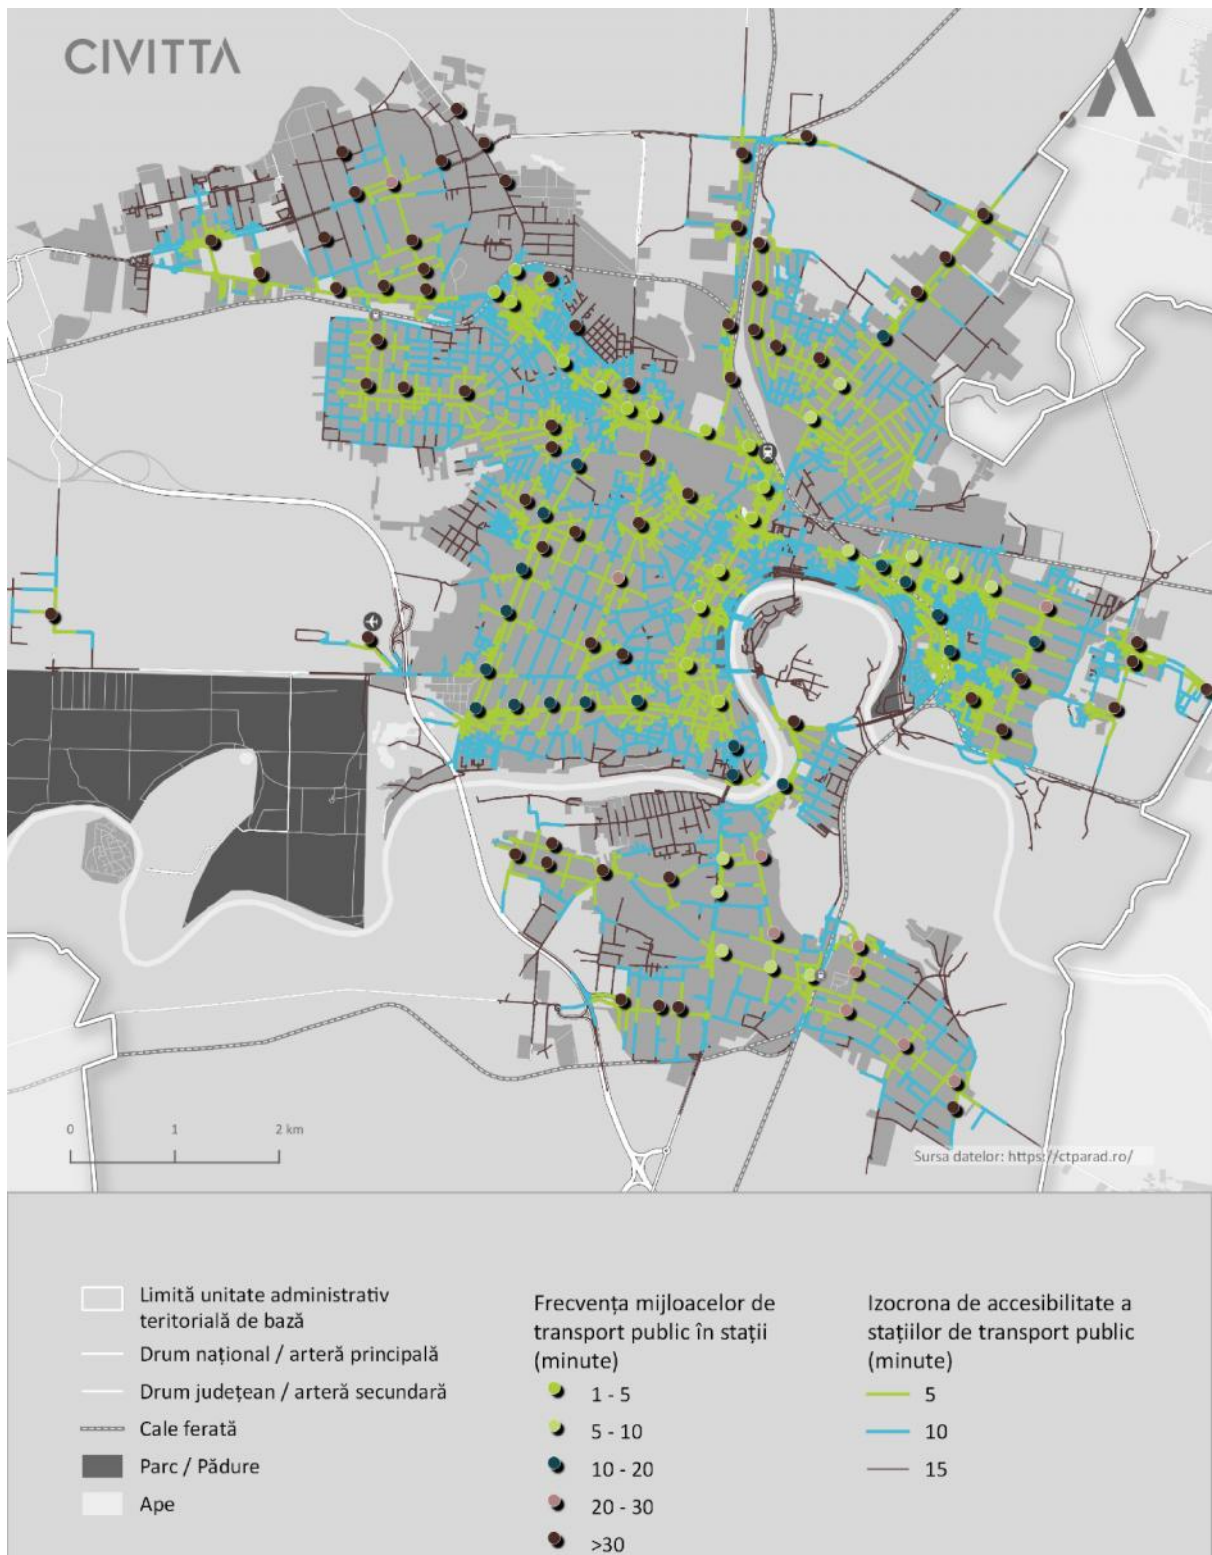 CIVITTA
0 1 2 km
Sursa datelor: https://ctparad.ro/
Limită unitate administrativ
teritorială de bază
Drum național / arteră principală
Drum județean / arteră secundară
Cale ferată
Parc / Pădure
Ape
Frecvența mijloacelor de
transport public în stații
(minute)
1 - 5
5 - 10
10 - 20
20 - 30
>30
Izocrona de accesibilitate a
stațiilor de transport public
(minute)
5
10
15